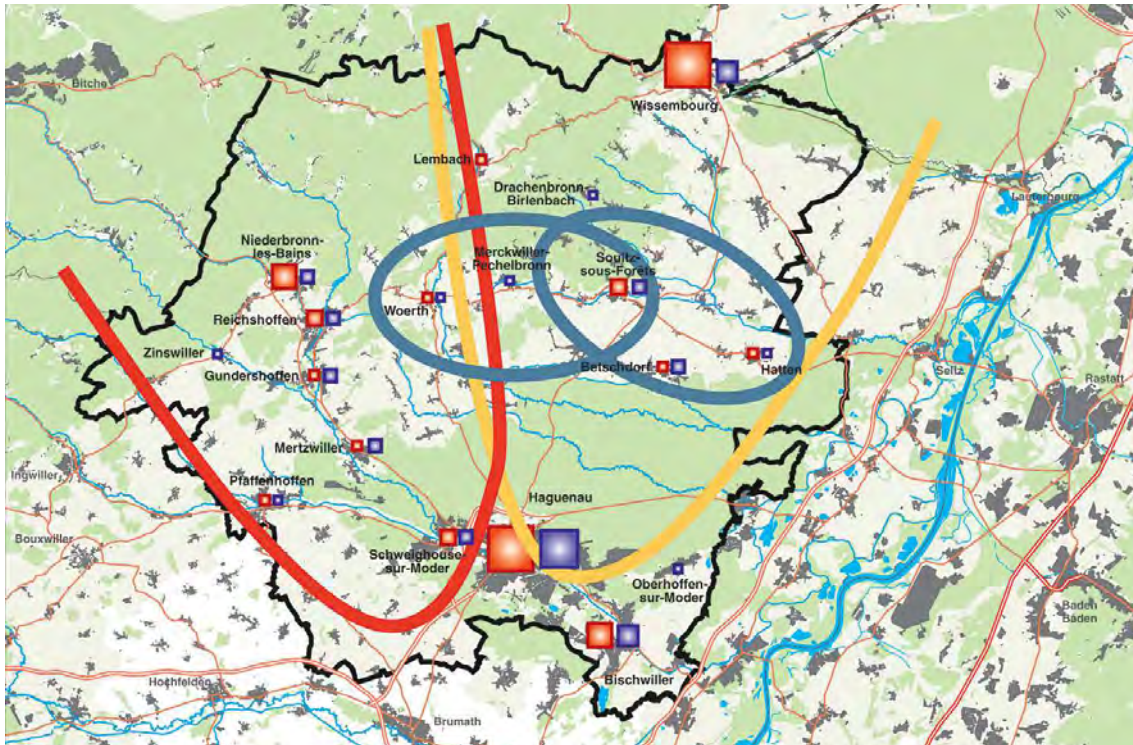 Bitche
Wissembourg
Lembach
Drachenbronn-
Birlenbach
Lauterbourg
Niederbronn-
les-Bains
Merckwiller-
Pechelbronn
Soultz-
sous-Forêts
Woerth
Reichshoffen
Zinswiller
Gundershoffen
Betschdorf
Hatten
Seltz
Rastatt
Mertzwiller
Ingwiller
Pfaffenhoffen
Haguenau
Bouxwiller
Schweighouse-
sur-Moder
Oberhoffen-
sur-Moder
Baden
Baden
Bischwiller
Hochfelden
Brumath